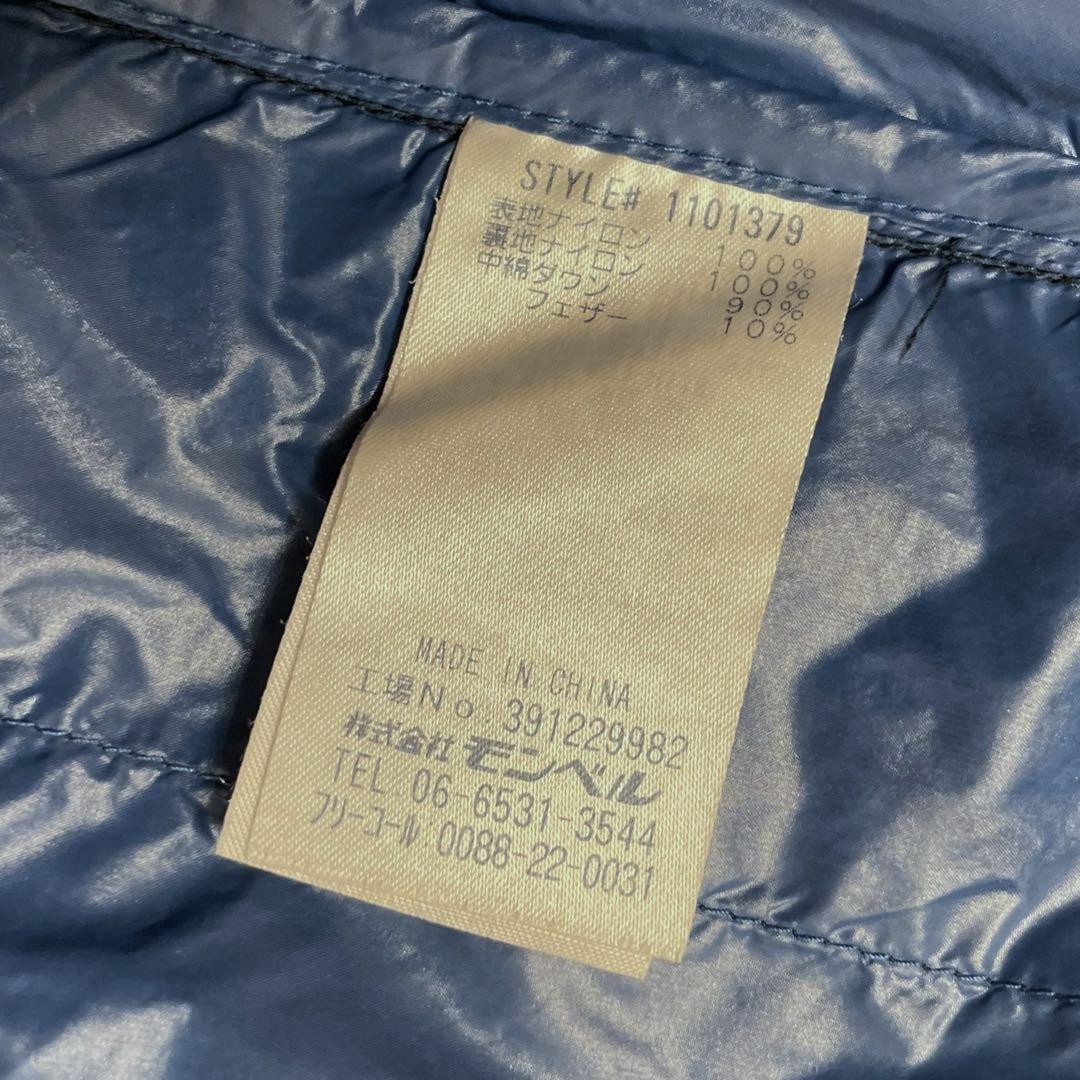 STYLE# 1101379
表地ナイロン 100%
裏地ナイロン 100%
中綿ダウン 90%
フェザー 10%
MADE IN CHINA
工場No.391229982
株式会社モンベル
TEL.06-6531-3544
フリーコール.0088-22-0031